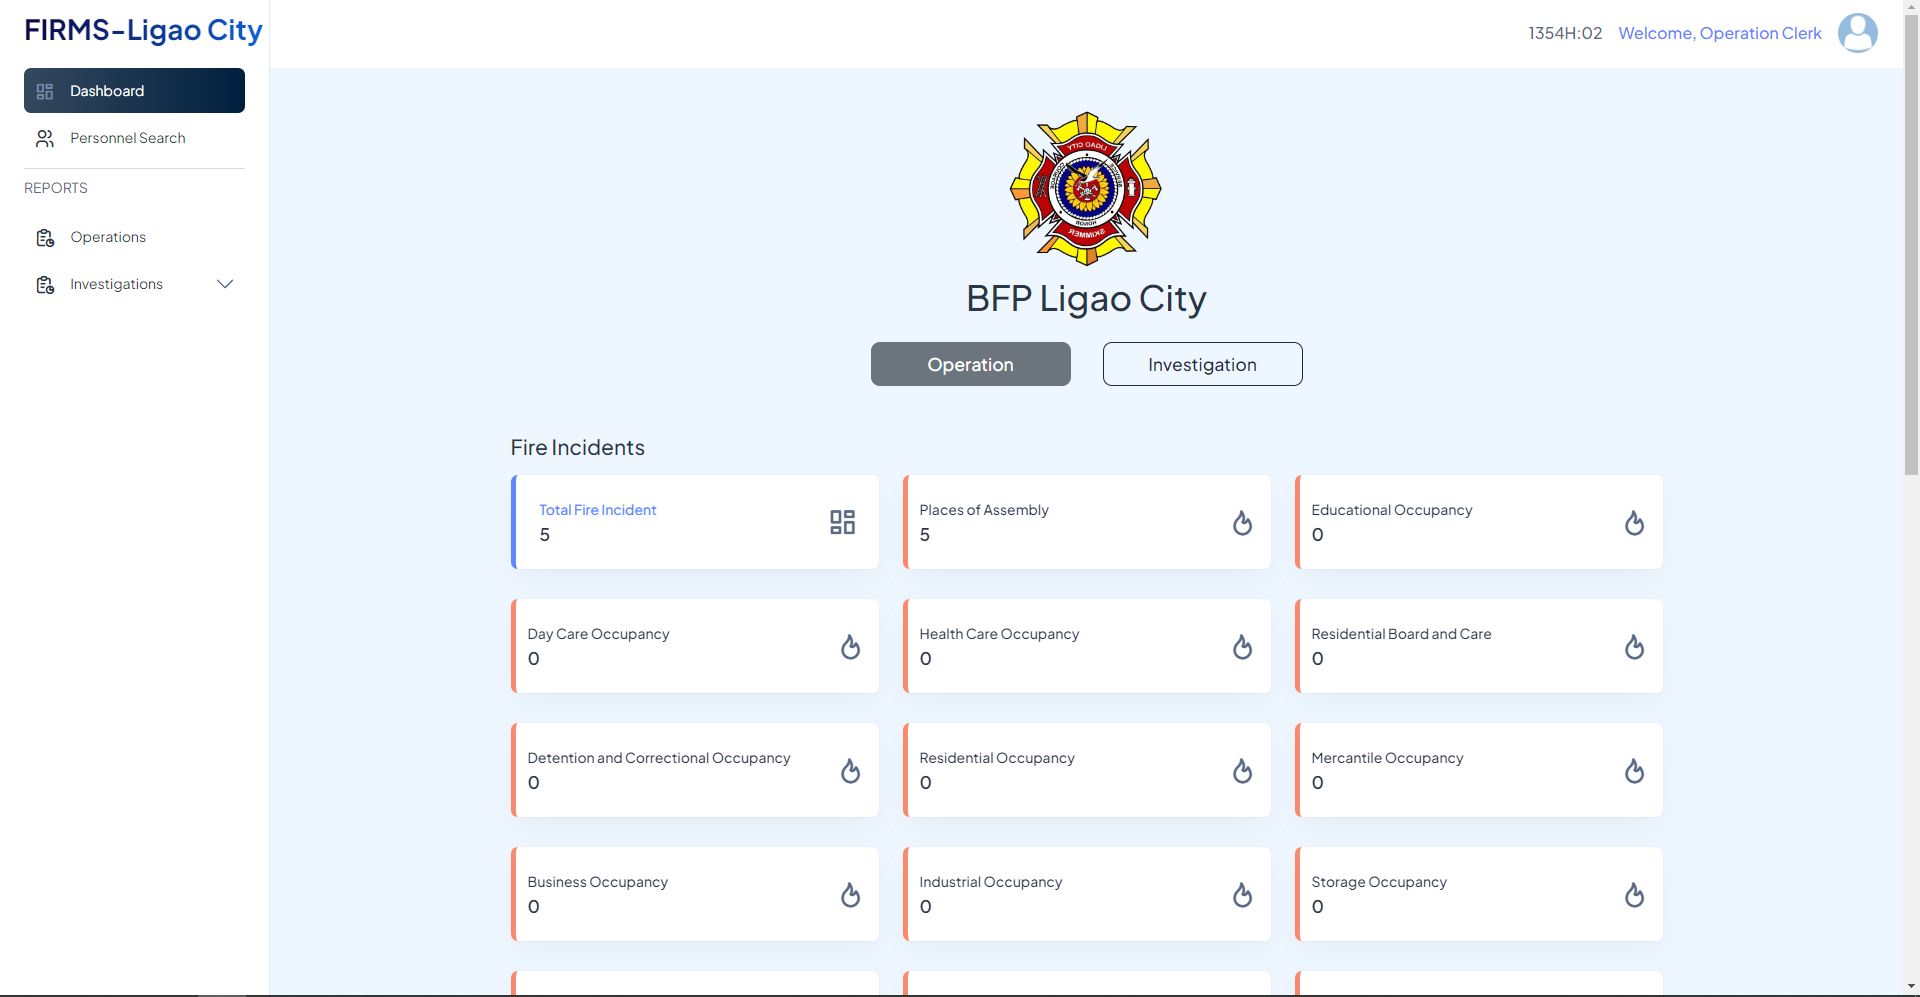 FIRMS-Ligao City
1354H:02 Welcome, Operation Clerk
Dashboard
Personnel Search
REPORTS
Operations
Investigations
LIGAO CITY
HONOR
SKIMMER
BFP Ligao City
Operation
Investigation
Fire Incidents
Total Fire Incident
5
Places of Assembly
5
Educational Occupancy
0
Day Care Occupancy
0
Health Care Occupancy
0
Residential Board and Care
0
Detention and Correctional Occupancy
0
Residential Occupancy
0
Mercantile Occupancy
0
Business Occupancy
0
Industrial Occupancy
0
Storage Occupancy
0